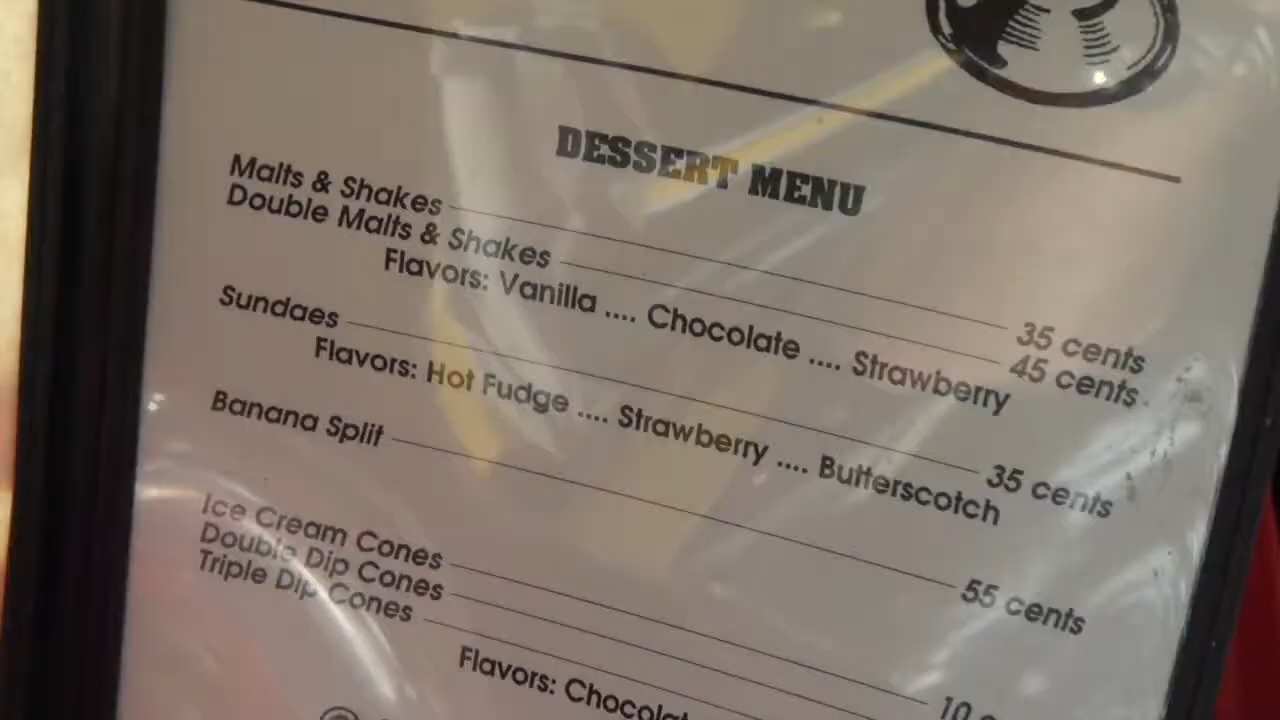 DESSERT MENU
Malts & Shakes 35 cents
Double Malts & Shakes 45 cents
Flavors: Vanilla .... Chocolate .... Strawberry
Sundaes 35 cents
Flavors: Hot Fudge .... Strawberry .... Butterscotch
Banana Split 55 cents
Ice Cream Cones 10
Double Dip Cones
Triple Dip Cones
Flavors: